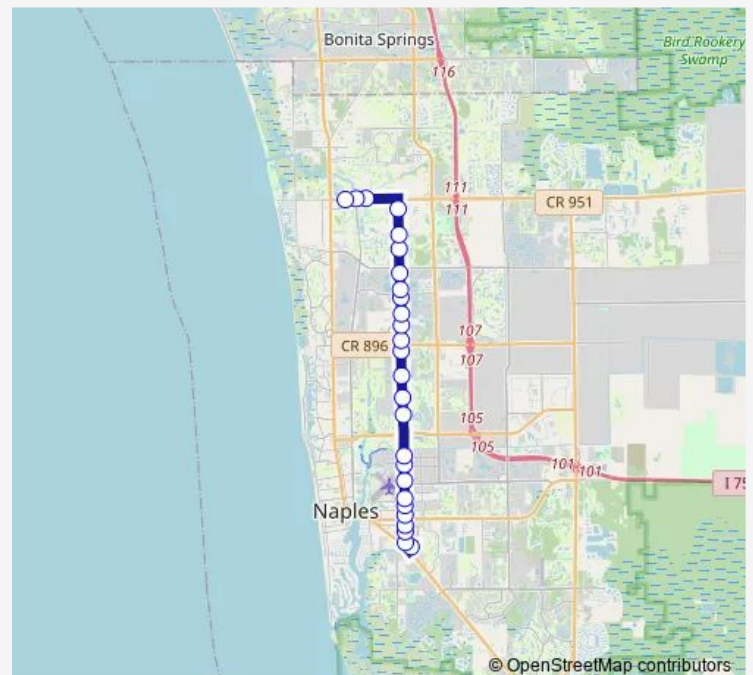 Bonita Springs
Bird Rookery
Swamp
116
111
111
CR 951
107
CR 896
107
105
105
101
101
I 75
Naples
© OpenStreetMap contributors